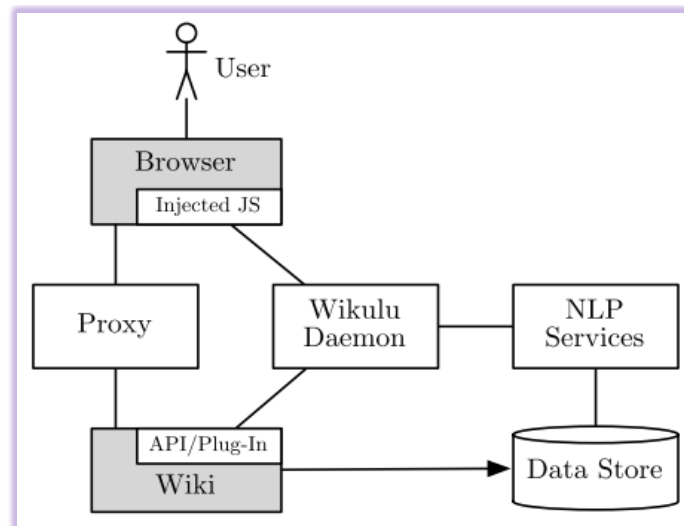 User
Browser
Injected JS
Proxy
Wikulu
Daemon
NLP
Services
API/Plug-In
Wiki
Data Store